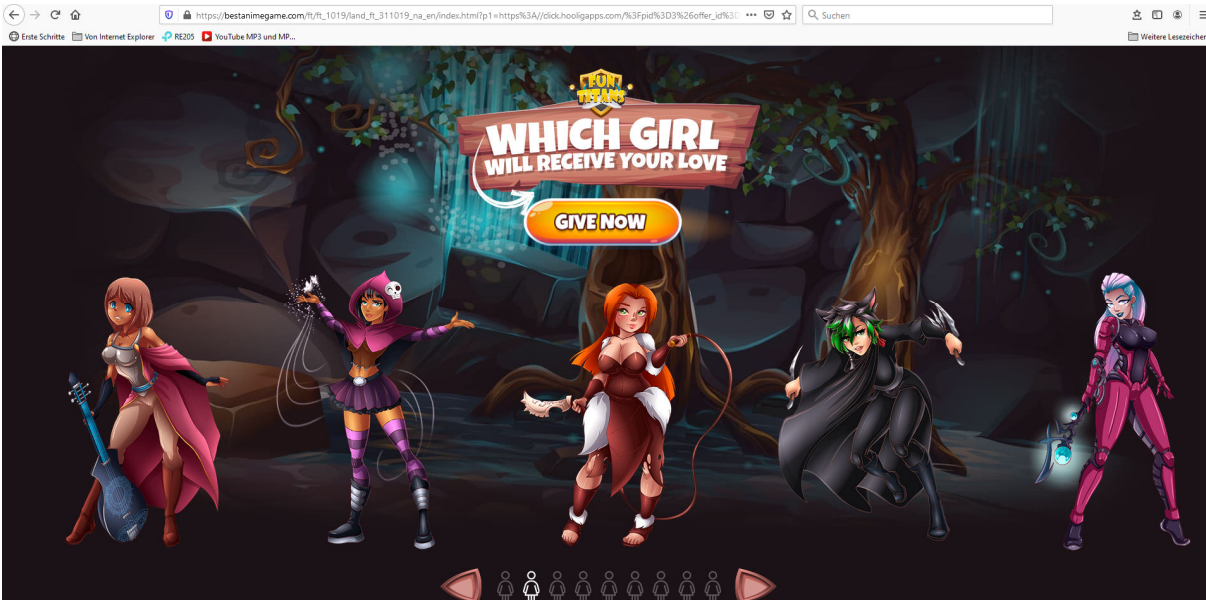 https://bestanimegame.com/ft/ft_1019/land_ft_311019_na_en/index.html?p1=https%3A//click.hooligapps.com/%3Fpid%3D3%26offer_id%3D
Suchen
Erste Schritte
Von Internet Explorer
RE205
YouTube MP3 und MP...
Weitere Lesezeichen
FUN
TITANS
WHICH GIRL
WILL RECEIVE YOUR LOVE
GIVE NOW